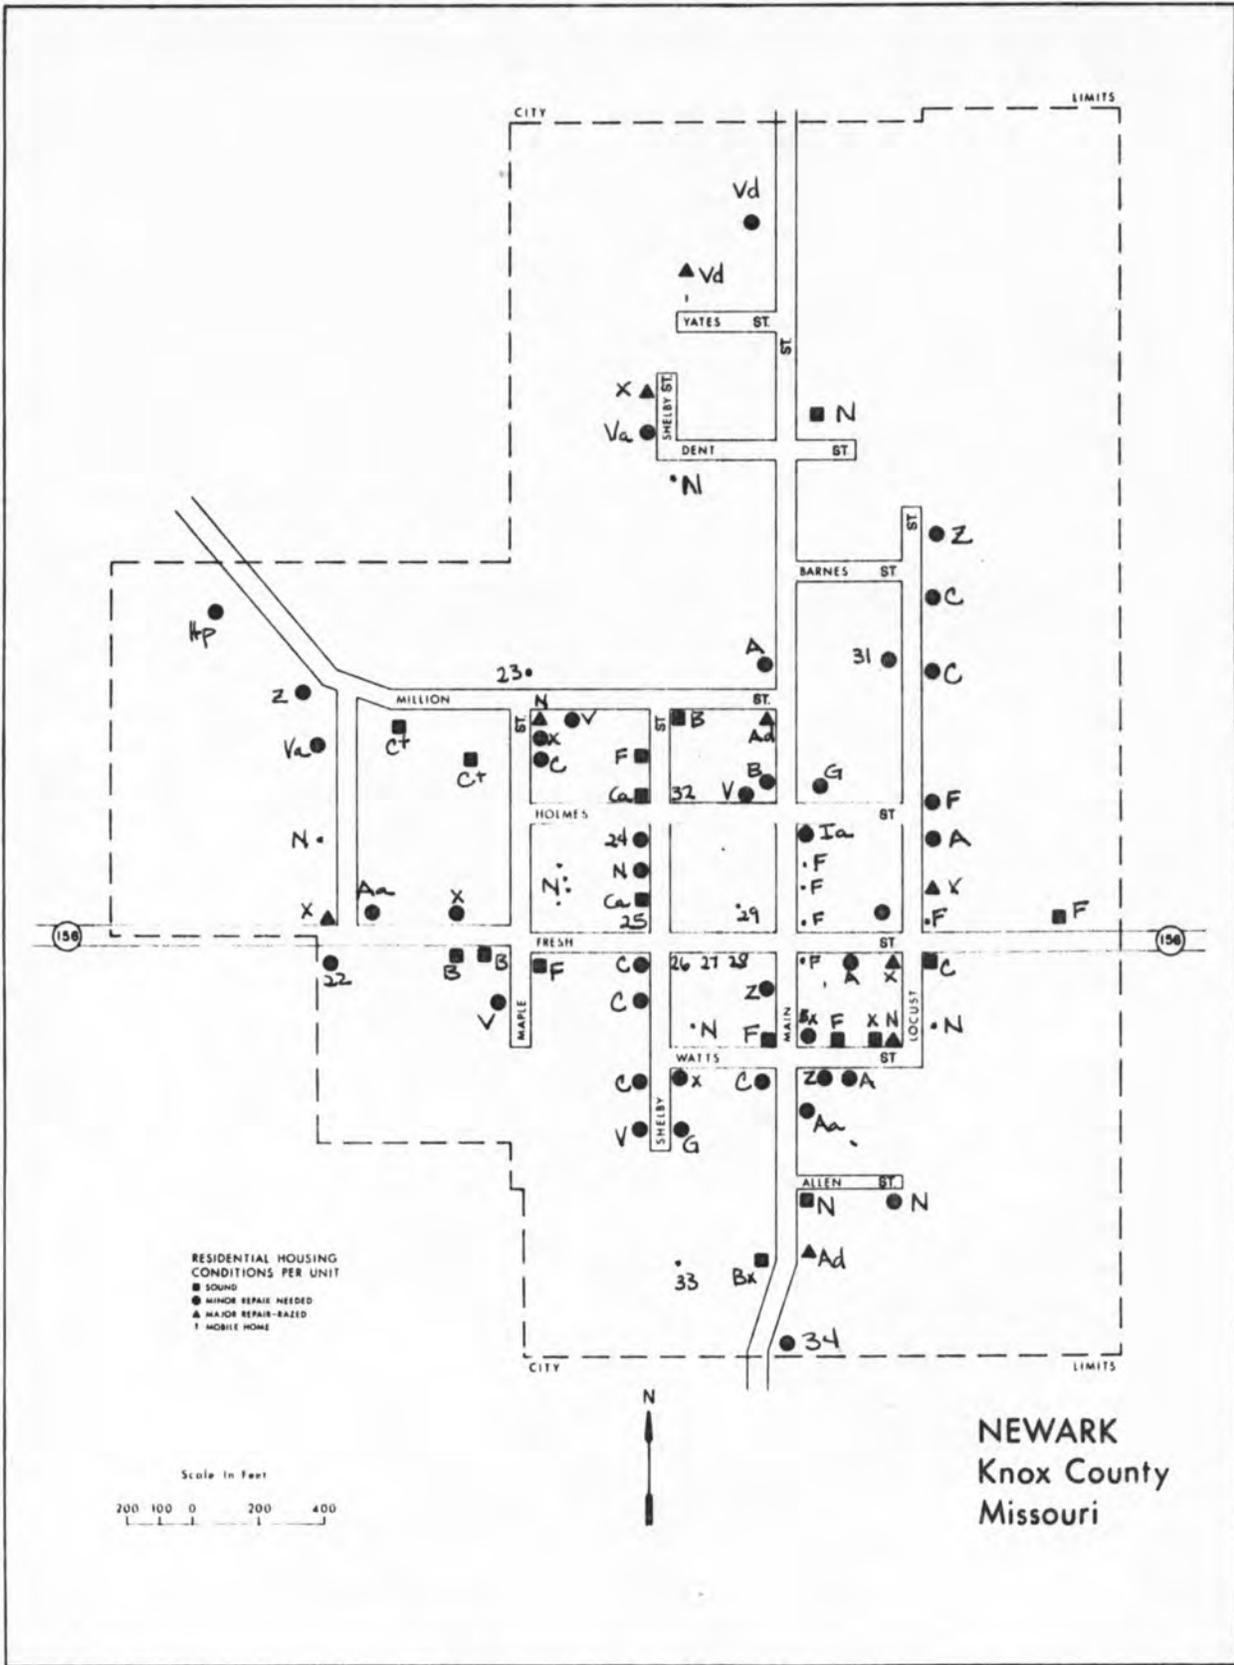 CITY LIMITS
Vd
Vd
YATES ST.
ST.
X
SHELBY ST.
N
Va
DENT ST.
N
ST.
Z
BARNES ST.
C
Hp
A
31
C
23
Z
MILLION ST.
N
V
B
Ad
ST.
ST.
C+
X
Va
C+
C
F
B
G
Ca
32
V
F
HOLMES ST
24
Ia
A
N
N
F
N
Aa
X
Ca
F
X
X
25
29
F
F
F
156
FRESH ST.
156
22
B
B
F
C
26 27 28
F
A
X
C
V
C
Z
MAPLE
N
F
MAIN
Bx
F
X
N
LOCUST
N
WATTS ST
C
X
C
Z
A
Aa
V
SHELBY
G
ALLEN ST.
N
N
RESIDENTIAL HOUSING
CONDITIONS PER UNIT
SOUND
MINOR REPAIR NEEDED
MAJOR REPAIR-RAZED
MOBILE HOME
33
Bx
Ad
34
CITY LIMITS
N
NEWARK
Knox County
Missouri
Scale In Feet
200 100 0 200 400